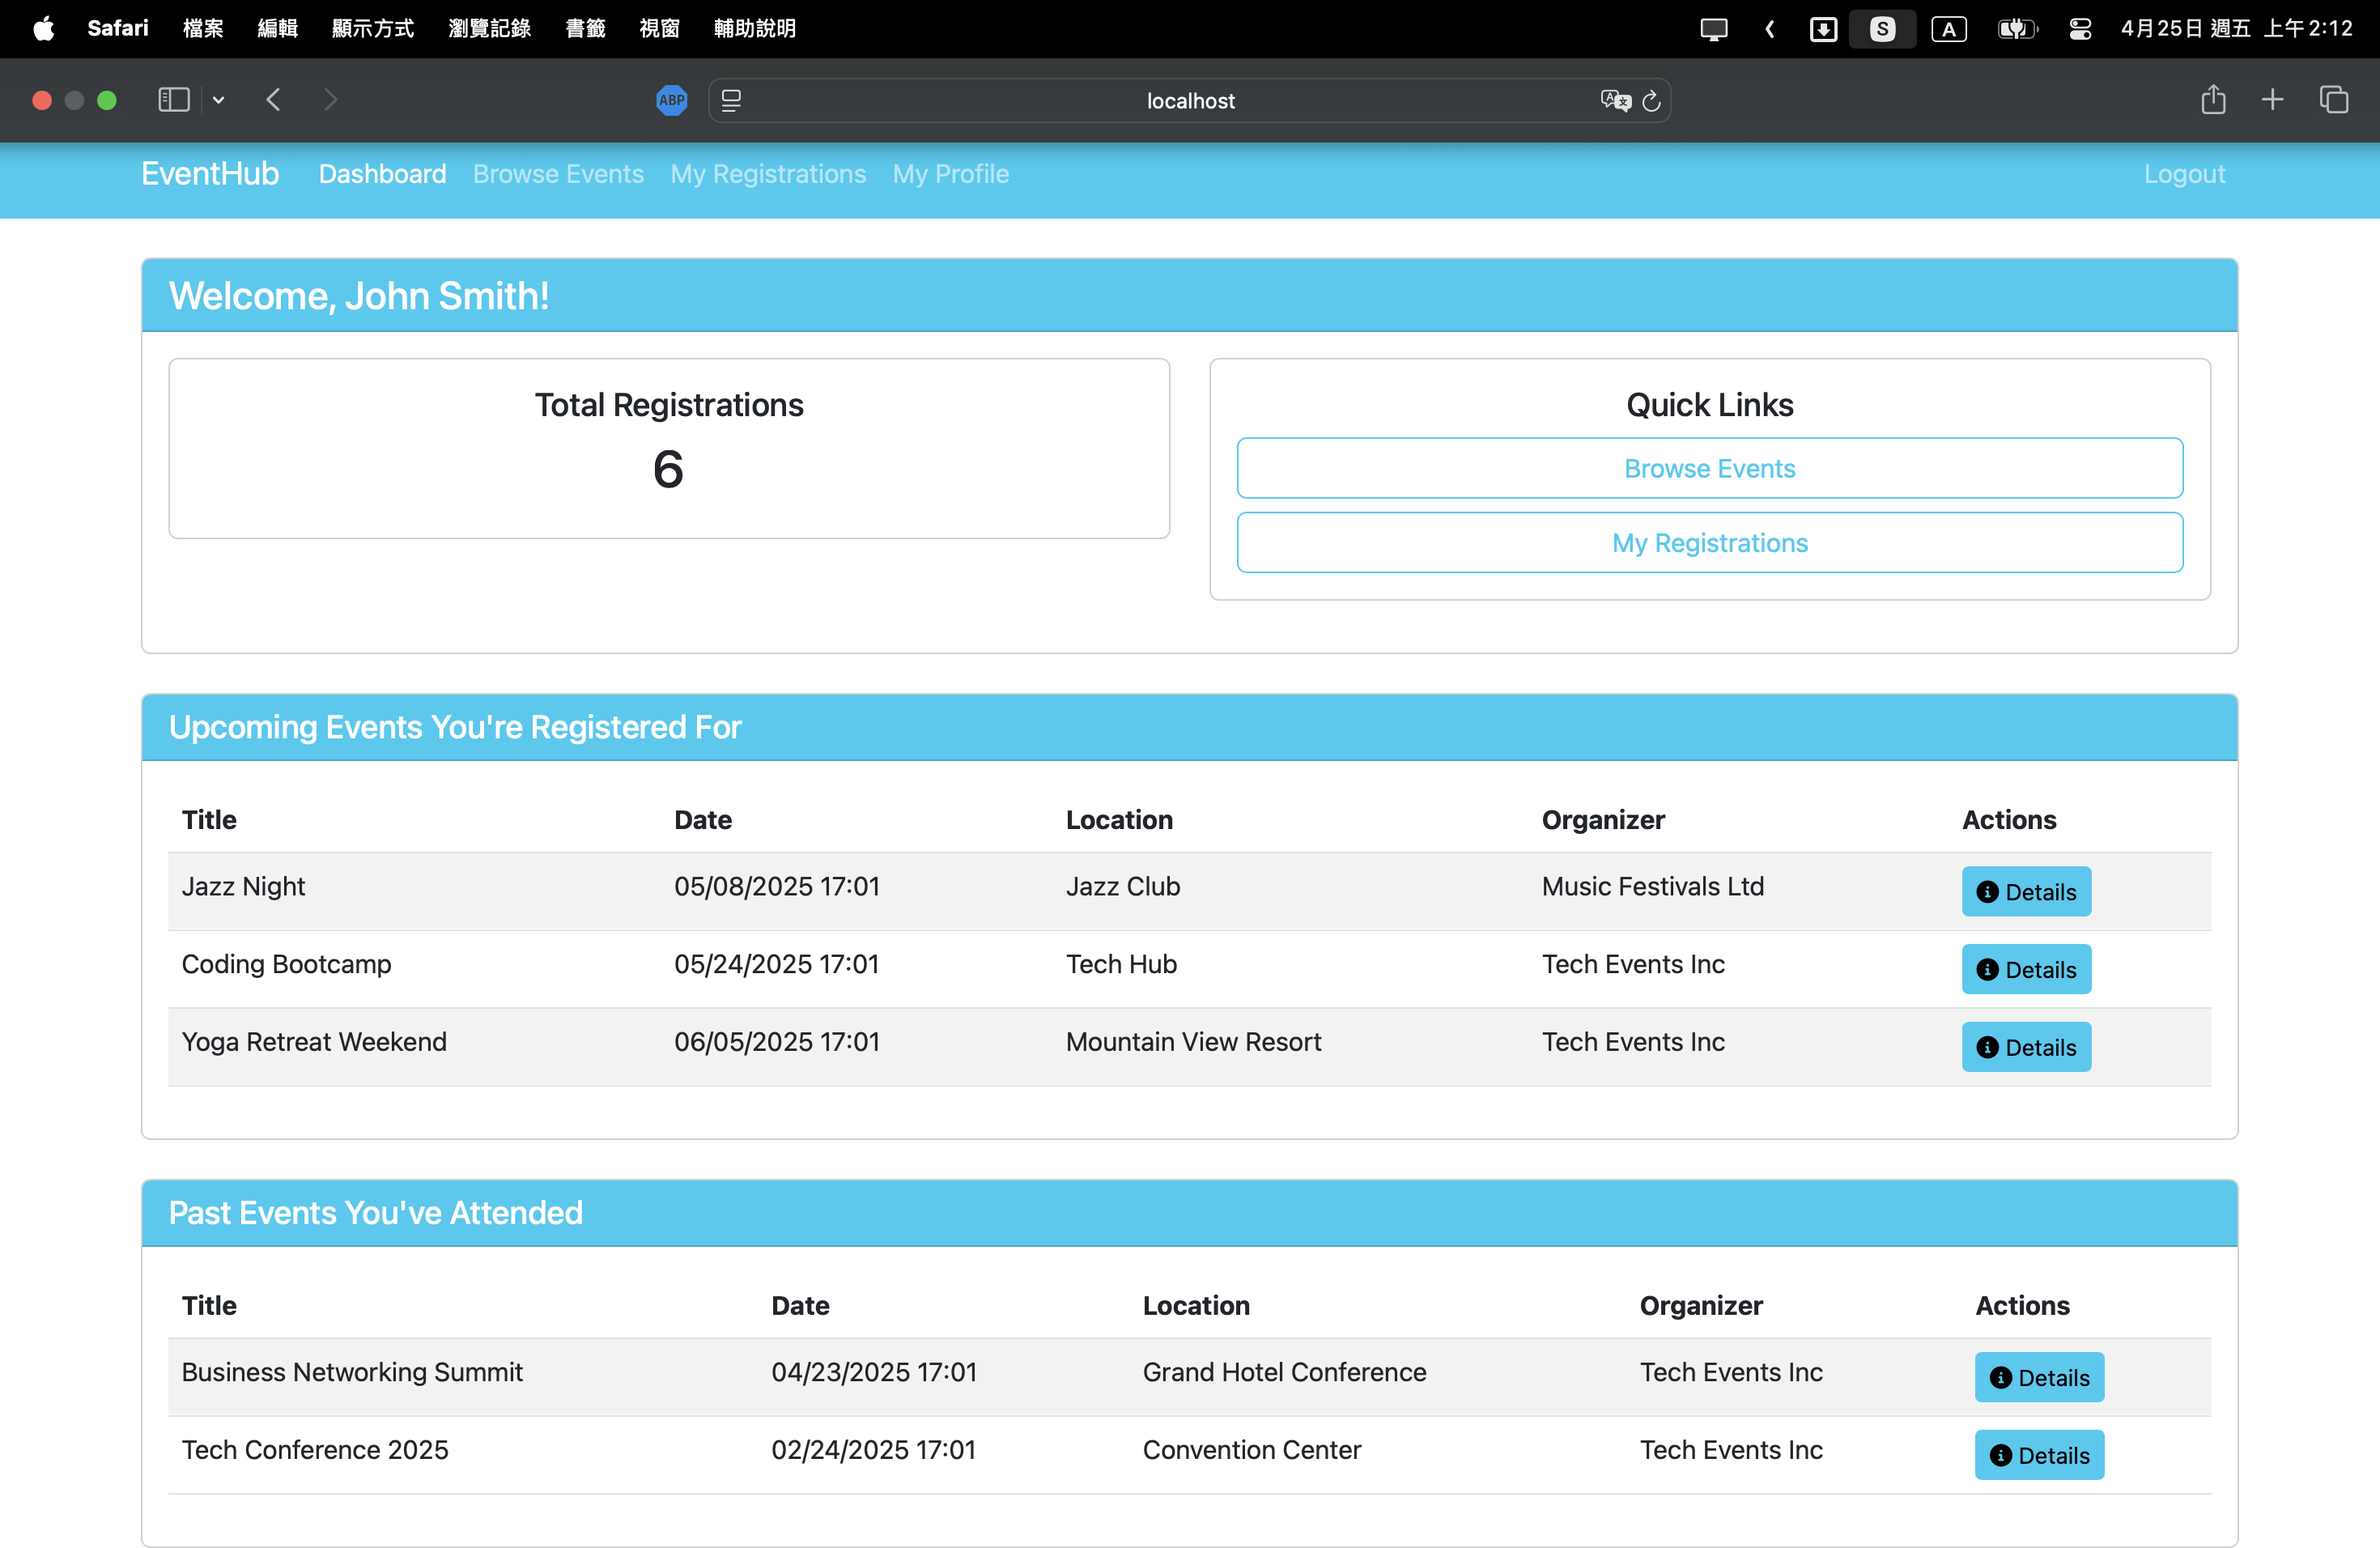 Safari 檔案 編輯 顯示方式 瀏覽記錄 書籤 視窗 輔助說明 S A 4月25日 週五 上午2:12
ABP localhost
EventHub Dashboard Browse Events My Registrations My Profile Logout
Welcome, John Smith!
Total Registrations
6
Quick Links
Browse Events
My Registrations
Upcoming Events You're Registered For
Title Date Location Organizer Actions
Jazz Night 05/08/2025 17:01 Jazz Club Music Festivals Ltd Details
Coding Bootcamp 05/24/2025 17:01 Tech Hub Tech Events Inc Details
Yoga Retreat Weekend 06/05/2025 17:01 Mountain View Resort Tech Events Inc Details
Past Events You've Attended
Title Date Location Organizer Actions
Business Networking Summit 04/23/2025 17:01 Grand Hotel Conference Tech Events Inc Details
Tech Conference 2025 02/24/2025 17:01 Convention Center Tech Events Inc Details